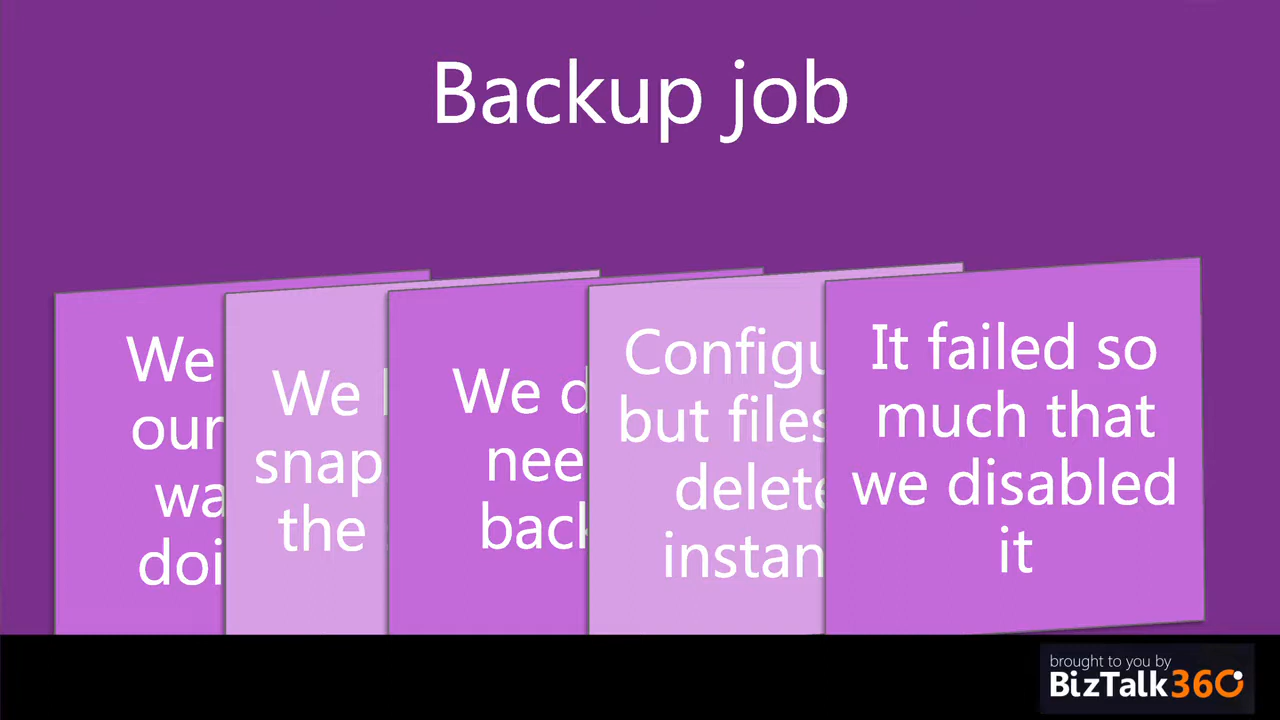 Backup job
We
our
wa
doi
We
snap
the
We d
nee
back
Configu
but files
delete
instan
It failed so
much that
we disabled
it
brought to you by
BizTalk360